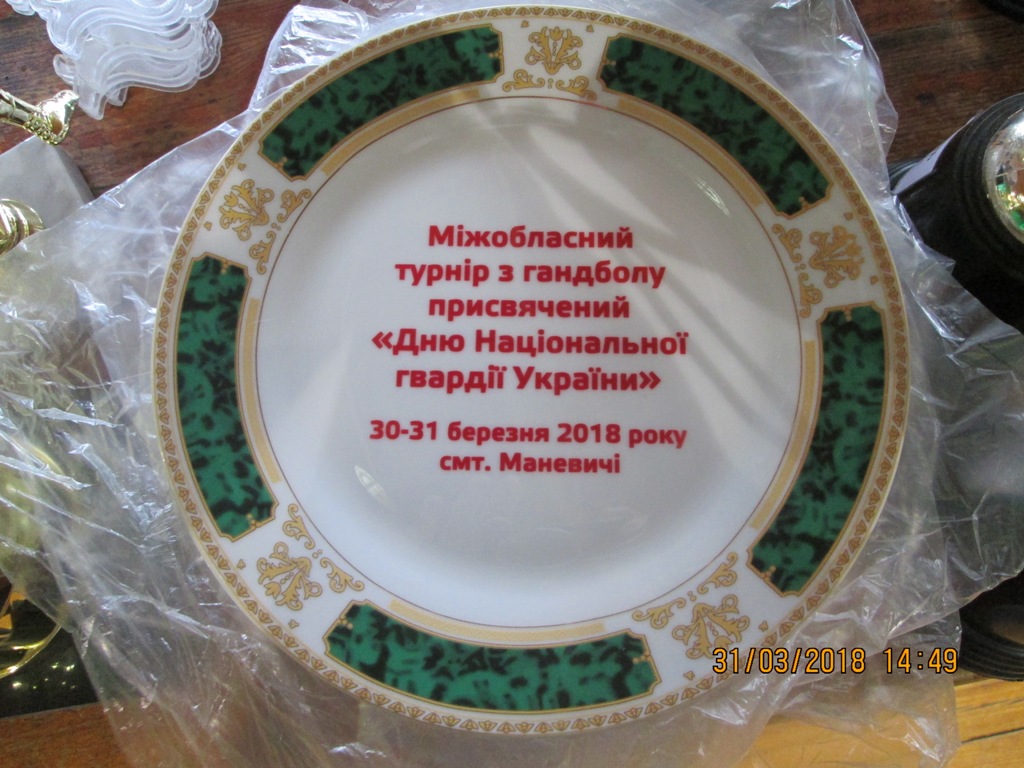 Міжобласний
турнір з гандболу
присвячений
«Дню Національної
гвардії України»
30-31 березня 2018 року
смт. Маневичі
31/03/2018 14:49